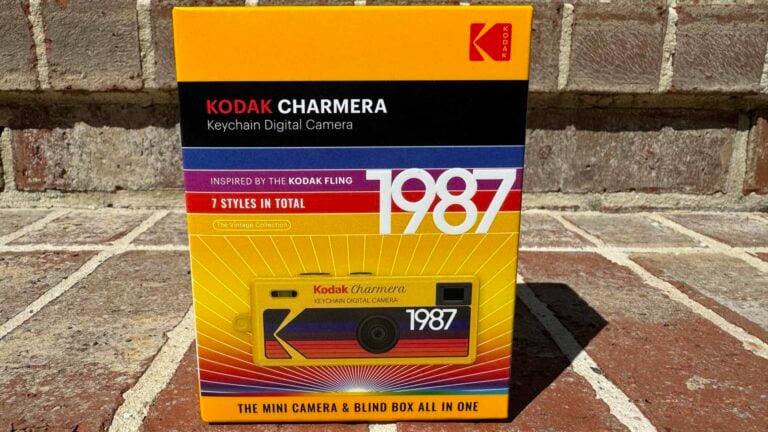 KODAK
KODAK CHARMERA
Keychain Digital Camera
INSPIRED BY THE KODAK FLING
1987
7 STYLES IN TOTAL
The Vintage Collection
Kodak Charmera
KEYCHAIN DIGITAL CAMERA
1987
THE MINI CAMERA & BLIND BOX ALL IN ONE